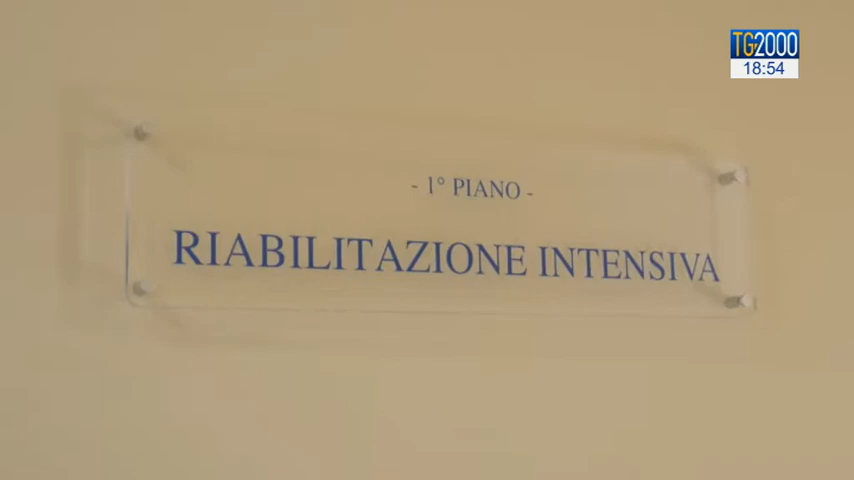 TG2000
18:54
- 1° PIANO -
RIABILITAZIONE INTENSIVA